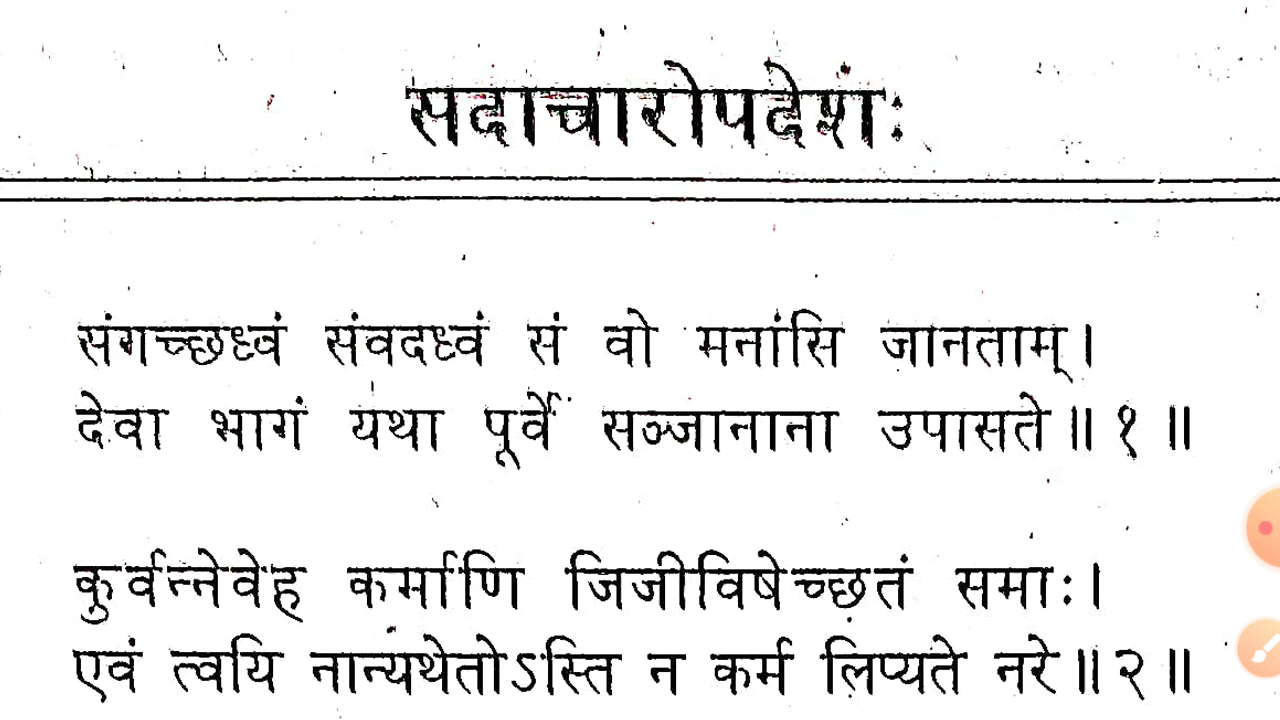 सदाचारोपदेशः
संगच्छध्वं संवदध्वं सं वो मनांसि जानताम्।
देवा भागं यथा पूर्वे सञ्जानाना उपासते॥१॥
कुर्वन्नेवेह कर्माणि जिजीविषेच्छतं समाः।
एवं त्वयि नान्यथेतोऽस्ति न कर्म लिप्यते नरे॥२॥